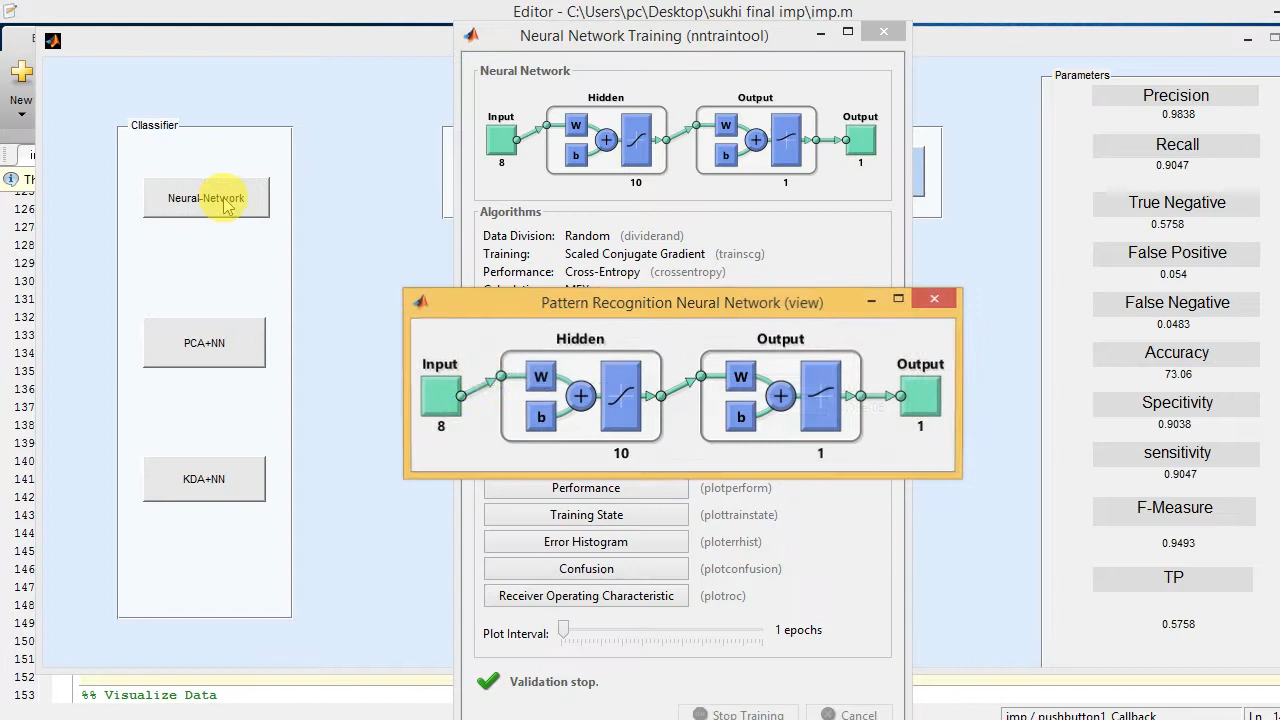 Editor - C:\Users\pc\Desktop\sukhi final imp\imp.m
Neural Network Training (nntraintool)
New
126
127
128
129
130
131
132
133
134
135
136
137
138
139
140
141
142
143
144
145
146
147
148
149
150
151
152
153
%% Visualize Data
Cllassifier
Neural-Network
PCA+NN
KDA+NN
Neural Network
Hidden
Output
Input
Output
W
b
W
b
8
10
1
1
Algorithms
Data Division: Random (dividerand)
Training: Scaled Conjugate Gradient (trainscg)
Performance: Cross-Entropy (crossentropy)
Pattern Recognition Neural Network (view)
Hidden
Output
Input
Output
W
b
W
b
8
10
1
1
Performance (plotperform)
Training State (plottrainstate)
Error Histogram (ploterrhist)
Confusion (plotconfusion)
Receiver Operating Characteristic (plotroc)
Plot Interval: 1 epochs
Validation stop.
Stop Training
Cancel
Parameters
Precision
0.9838
Recall
0.9047
True Negative
0.5758
False Positive
0.054
False Negative
0.0483
Accuracy
73.06
Specitivity
0.9038
sensitivity
0.9047
F-Measure
0.9493
TP
0.5758
imp / pushbutton1_Callback
Ln